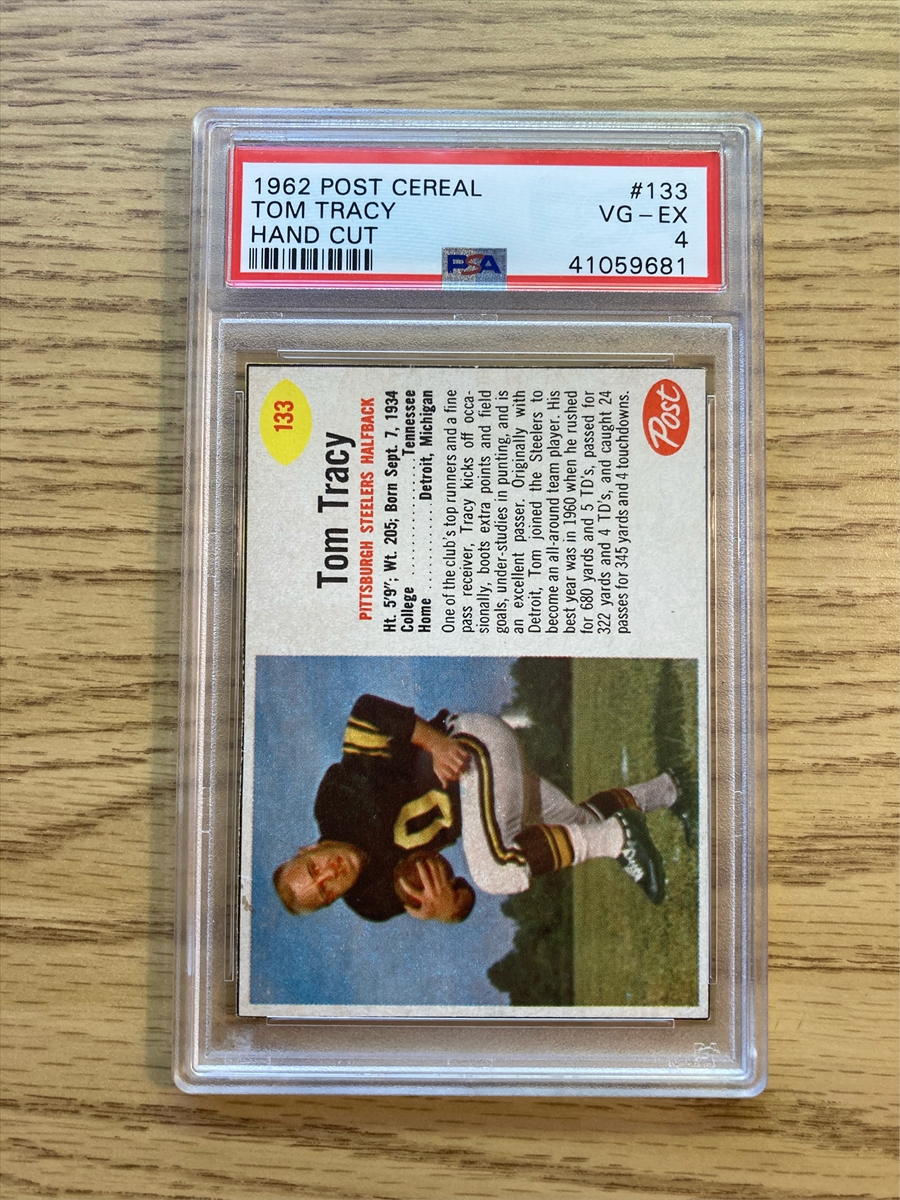 1962 POST CEREAL
#133
TOM TRACY
VG - EX
HAND CUT
4
PSA
41059681
133
Tom Tracy
PITTSBURGH STEELERS HALFBACK
Ht. 5'9"; Wt. 205; Born Sept. 7, 1934
College .................... Tennessee
Home ........... Detroit, Michigan
One of the club's top runners and a fine
pass receiver, Tracy kicks off occa-
sionally, boots extra points and field
goals, under-studies in punting, and is
an excellent passer. Originally with
Detroit, Tom joined the Steelers to
become an all-around team player. His
best year was in 1960 when he rushed
for 680 yards and 5 TD's, passed for
322 yards and 4 TD's, and caught 24
passes for 345 yards and 4 touchdowns.
Post
0